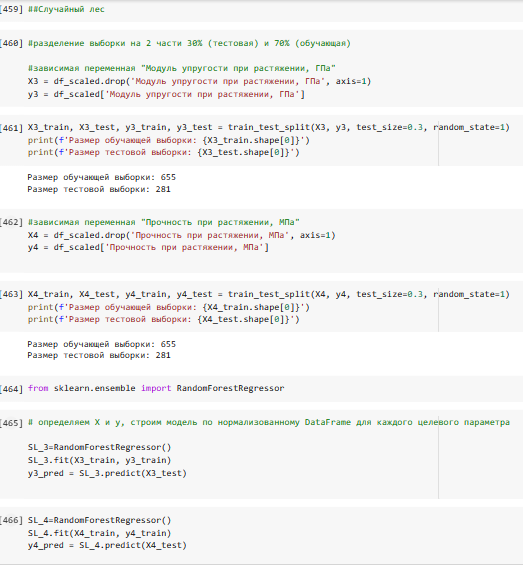 [459] ##Случайный лес
[460] #разделение выборки на 2 части 30% (тестовая) и 70% (обучающая)
#зависимая переменная "Модуль упругости при растяжении, ГПа"
X3 = df_scaled.drop('Модуль упругости при растяжении, ГПа', axis=1)
y3 = df_scaled['Модуль упругости при растяжении, ГПа']
[461] X3_train, X3_test, y3_train, y3_test = train_test_split(X3, y3, test_size=0.3, random_state=1)
print(f'Размер обучающей выборки: {X3_train.shape[0]}')
print(f'Размер тестовой выборки: {X3_test.shape[0]}')
Размер обучающей выборки: 655
Размер тестовой выборки: 281
[462] #зависимая переменная "Прочность при растяжении, МПа"
X4 = df_scaled.drop('Прочность при растяжении, МПа', axis=1)
y4 = df_scaled['Прочность при растяжении, МПа']
[463] X4_train, X4_test, y4_train, y4_test = train_test_split(X4, y4, test_size=0.3, random_state=1)
print(f'Размер обучающей выборки: {X4_train.shape[0]}')
print(f'Размер тестовой выборки: {X4_test.shape[0]}')
Размер обучающей выборки: 655
Размер тестовой выборки: 281
[464] from sklearn.ensemble import RandomForestRegressor
[465] # определяем X и y, строим модель по нормализованному DataFrame для каждого целевого параметра
SL_3=RandomForestRegressor()
SL_3.fit(X3_train, y3_train)
y3_pred = SL_3.predict(X3_test)
[466] SL_4=RandomForestRegressor()
SL_4.fit(X4_train, y4_train)
y4_pred = SL_4.predict(X4_test)